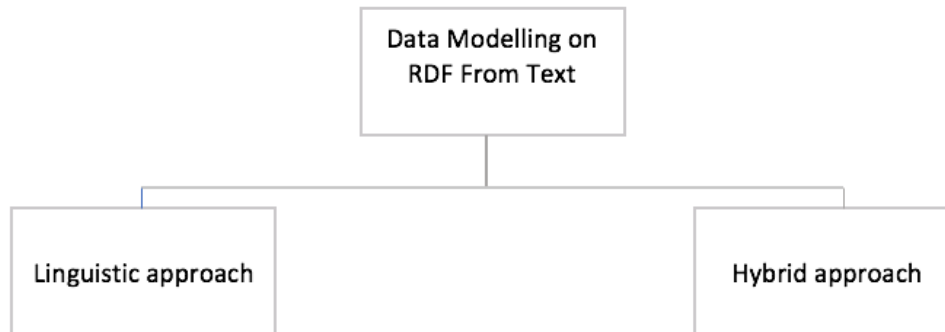 Data Modelling on
RDF From Text
Linguistic approach
Hybrid approach